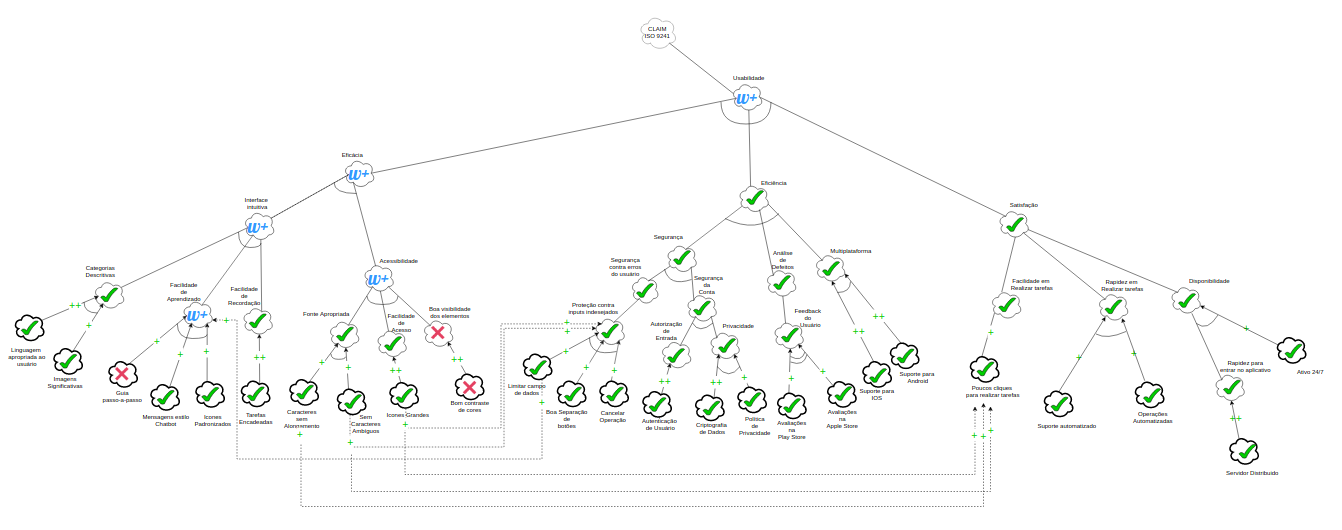 CLAIM
ISO 9241
Usabilidade
w+
Eficácia
w+
Eficiência
Interface
intuitiva
w+
Satisfação
Segurança
Multiplataforma
Categorias
Descritivas
Acessibilidade
w+
Segurança
contra erros
do usuário
Análise
de
Defeitos
Segurança
da
Conta
Facilidade
de
Aprendizado
w+
Facilidade
de
Recordação
Facilidade em
Realizar tarefas
Rapidez em
Realizar tarefas
Disponibilidade
Fonte Apropriada
Facilidade
de
Acesso
Boa visibilidade
dos elementos
Proteção contra
inputs indesejados
Autorização
de
Entrada
Privacidade
Feedback
do
Usuário
Linguagem
apropriada ao
usuário
Imagens
Significativas
Guia
passo-a-passo
Mensagens estilo
Chatbot
Icones
Padronizados
Tarefas
Encadeadas
Caracteres
sem
Sem
Caracteres
Ambíguos
Icones Grandes
Bom contraste
de cores
Limitar campo
de dados
Boa Separação
de
botões
Cancelar
Operação
Autenticação
de Usuário
Criptografia
de Dados
Política
de
Privacidade
Avaliações
na
Play Store
Avaliações
na
Apple Store
Suporte para
IOS
Suporte para
Android
Poucos cliques
para realizar tarefas
Suporte automatizado
Operações
Automatizadas
Rapidez para
entrar no aplicativo
Ativo 24/7
Servidor Distribuído